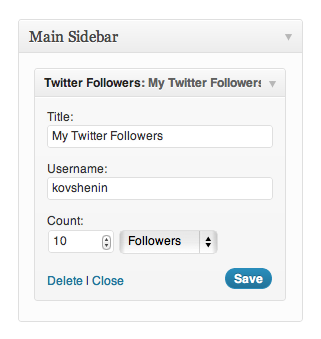 Main Sidebar
Twitter Followers: My Twitter Followers
Title:
My Twitter Followers
Username:
kovshenin
Count:
10 Followers
Delete | Close Save